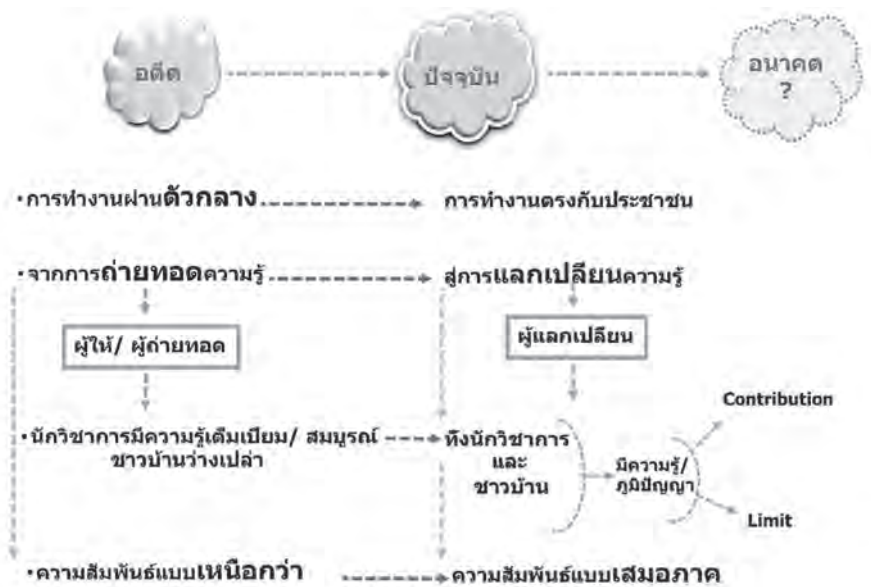 อดีต
ปัจจุบัน
อนาคต
?
·การทำงานผ่านตัวกลาง
การทำงานตรงกับประชาชน
·จากการถ่ายทอดความรู้
สู่การแลกเปลี่ยนความรู้
ผู้ให้/ ผู้ถ่ายทอด
ผู้แลกเปลี่ยน
·นักวิชาการมีความรู้เต็มเปี่ยม/ สมบูรณ์
ชาวบ้านว่างเปล่า
ทั้งนักวิชาการ
และ
ชาวบ้าน
มีความรู้/
ภูมิปัญญา
Contribution
Limit
·ความสัมพันธ์แบบเหนือกว่า
ความสัมพันธ์แบบเสมอภาค